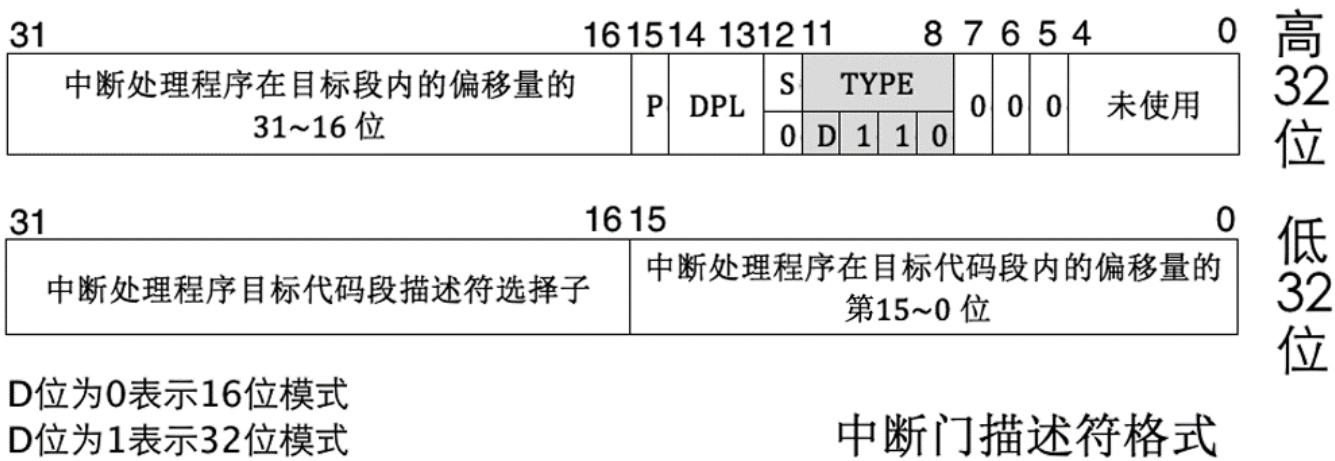 31 16 15 14 13 12 11 8 7 6 5 4 0
中断处理程序在目标段内的偏移量的
31~16 位
P DPL S TYPE 0 0 0 未使用
0 D 1 1 0
高32位
31 16 15 0
中断处理程序目标代码段描述符选择子
中断处理程序在目标代码段内的偏移量的
第15~0 位
低32位
D位为0表示16位模式
D位为1表示32位模式
中断门描述符格式